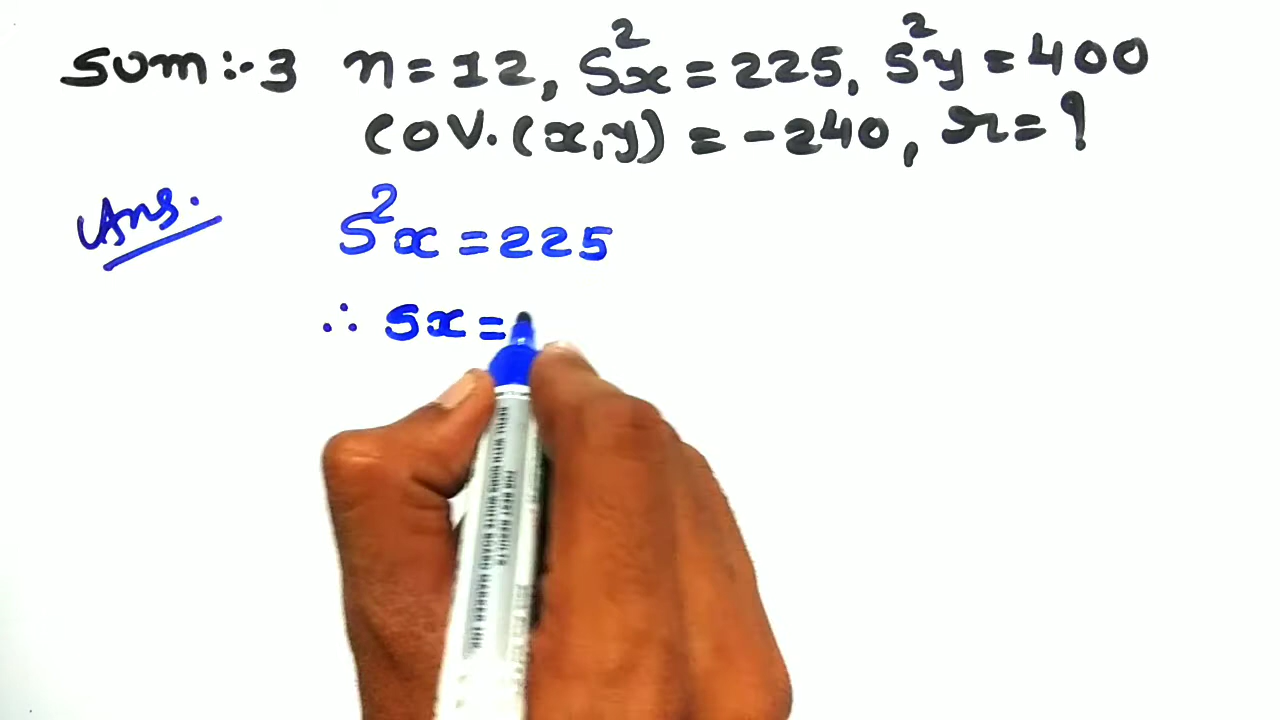 Sum:- 3 n=12, S²x=225, S²y=400
COV.(x,y) = -240, r=?
Ans.
S²x=225
∴ Sx=